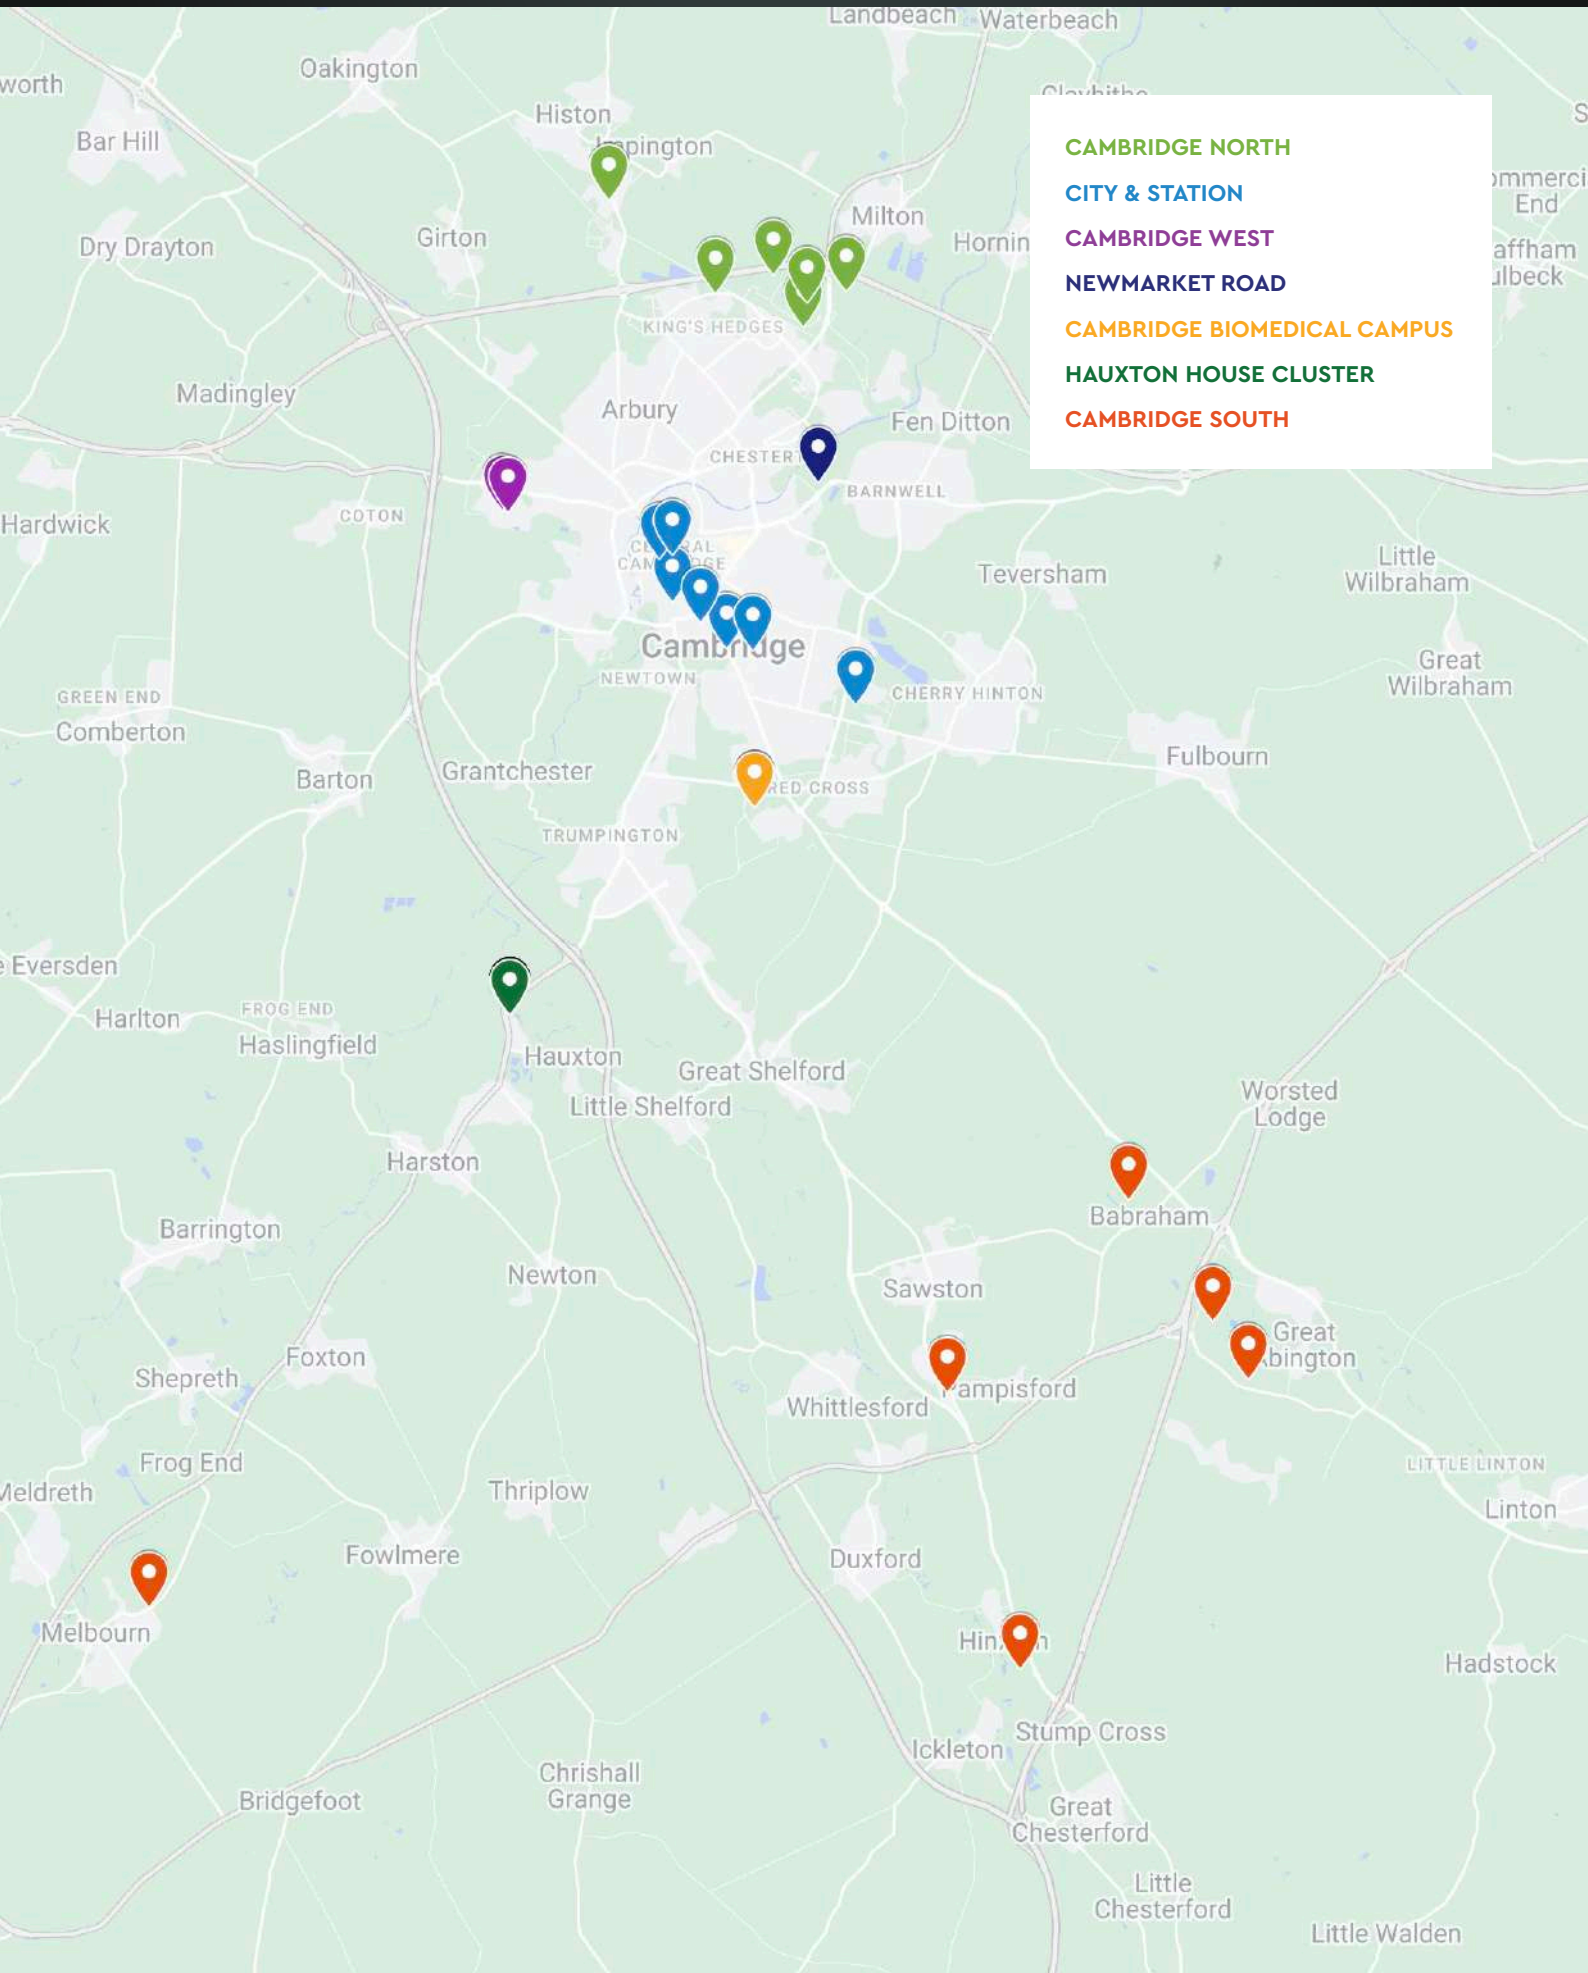 Landbeach
Waterbeach
Oakington
worth
Histon
Bar Hill
CAMBRIDGE NORTH
CITY & STATION
CAMBRIDGE WEST
NEWMARKET ROAD
CAMBRIDGE BIOMEDICAL CAMPUS
HAUXTON HOUSE CLUSTER
CAMBRIDGE SOUTH
End
Milton
Girton
Dry Drayton
KING'S HEDGES
Madingley
Arbury
Fen Ditton
BARNWELL
COTON
Hardwick
Little
Wilbraham
Teversham
Cambridge
NEWTOWN
CHERRY HINTON
Great
Wilbraham
GREEN END
Comberton
Fulbourn
Grantchester
Barton
RED CROSS
TRUMPINGTON
Eversden
FROG END
Harlton
Haslingfield
Hauxton
Great Shelford
Little Shelford
Worsted
Lodge
Harston
Babraham
Barrington
Newton
Sawston
Great
Foxton
Shepreth
Pampisford
Whittlesford
Frog End
LITTLE LINTON
Meldreth
Thriplow
Linton
Fowlmere
Duxford
Melbourn
Hadstock
Stump Cross
Ickleton
Chrishall
Grange
Bridgefoot
Great
Chesterford
Little
Chesterford
Little Walden